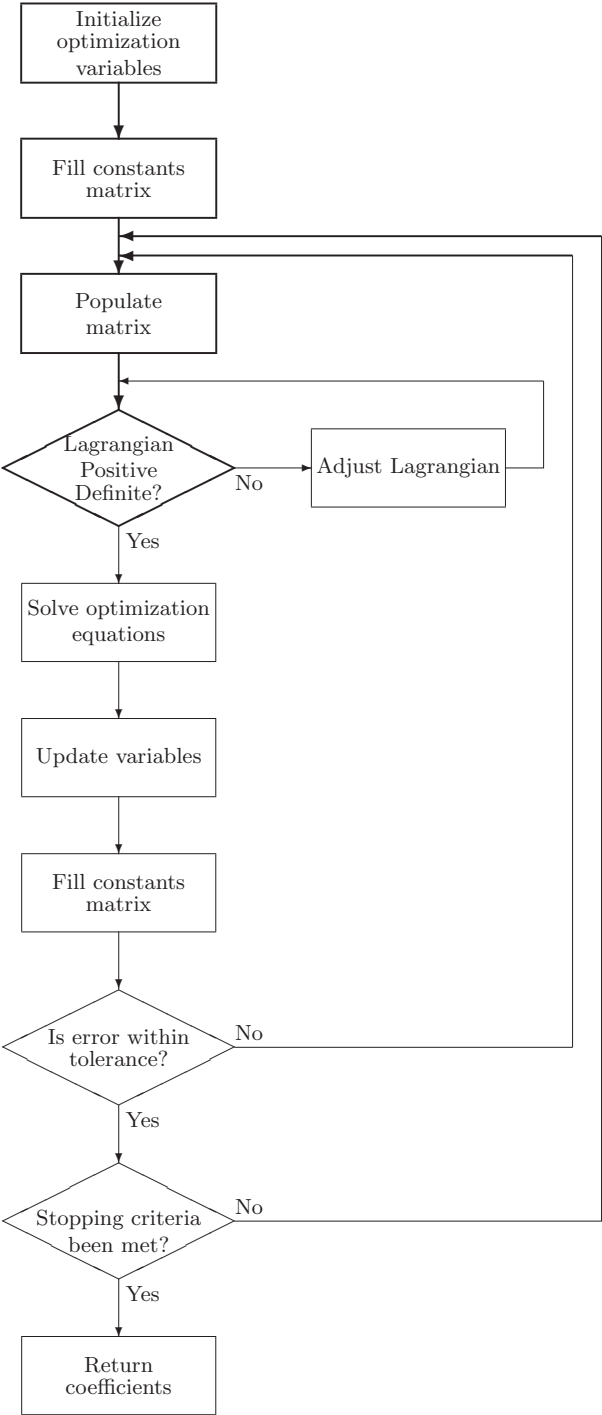 Initialize
optimization
variables
Fill constants
matrix
Populate
matrix
Lagrangian
Positive
Definite?
No
Adjust Lagrangian
Yes
Solve optimization
equations
Update variables
Fill constants
matrix
Is error within
tolerance?
No
Yes
Stopping criteria
been met?
No
Yes
Return
coefficients